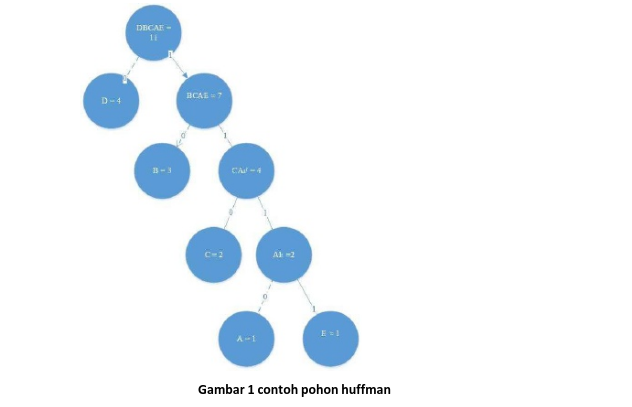 DBCAE =
11
0
1
D = 4
BCAE = 7
0
1
B = 3
CAE = 4
0
1
C = 2
AE =2
0
1
A = 1
E = 1
Gambar 1 contoh pohon huffman